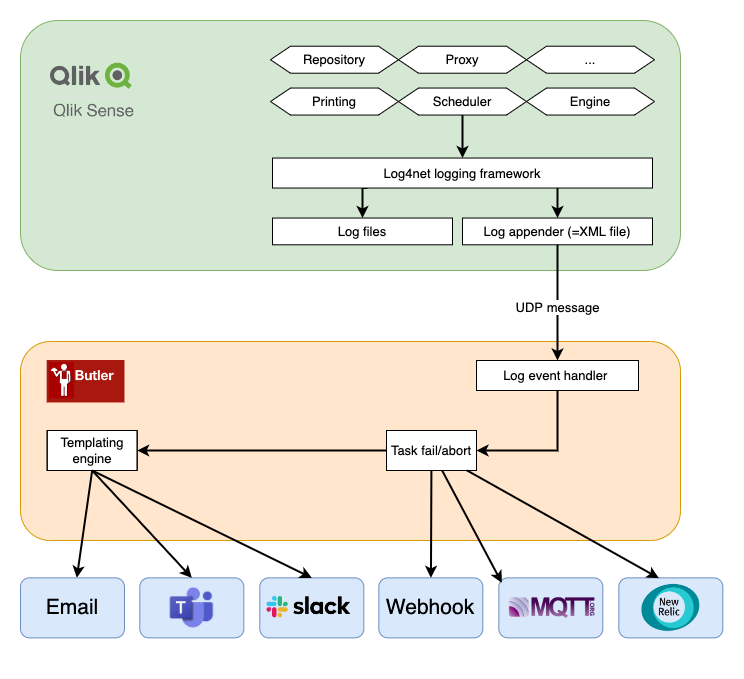 Repository
Proxy
...
Qlik
Qlik Sense
Printing
Scheduler
Engine
Log4net logging framework
Log files
Log appender (=XML file)
UDP message
Butler
Log event handler
Templating
engine
Task fail/abort
Email
T
slack
Webhook
MQTT.ORG
New
Relic